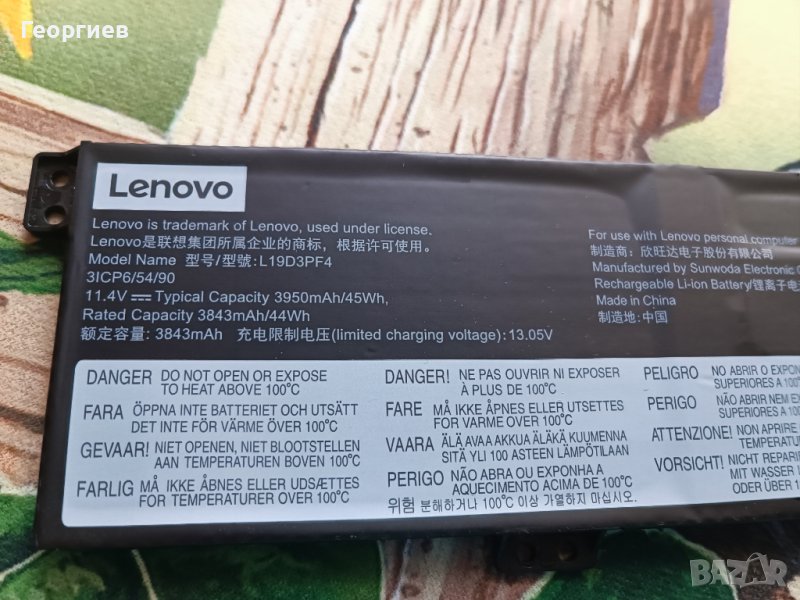 Георгиев
Lenovo
Lenovo is trademark of Lenovo, used under license.
Lenovo是联想集团所属企业的商标，根据许可使用。
Model Name 型号/型號:L19D3PF4
3ICP6/54/90
11.4V⎓ Typical Capacity 3950mAh/45Wh,
Rated Capacity 3843mAh/44Wh
额定容量: 3843mAh 充电限制电压(limited charging voltage):13.05V
For use with Lenovo personal computer
制造商: 欣旺达电子股份有限公司
Manufactured by Sunwoda Electronic
Rechargeable Li-ion Battery/锂离子电
Made in China
制造地: 中国
DANGER DO NOT OPEN OR EXPOSE
TO HEAT ABOVE 100°C
FARA ÖPPNA INTE BATTERIET OCH UTSÄTT
DET INTE FÖR VÄRME ÖVER 100°C
GEVAAR! NIET OPENEN, NIET BLOOTSTELLEN
AAN TEMPERATUREN BOVEN 100°C
FARLIG MÅ IKKE ÅBNES ELLER UDSÆTTES
FOR TEMPERATURER OVER 100°C
DANGER! NE PAS OUVRIR NI EXPOSER
À PLUS DE 100°C
FARE MÅ IKKE ÅPNES ELLER UTSETTES
FOR VARME OVER 100°C
VAARA ÄLÄ AVAA AKKUA ÄLÄKÄ KUUMENNA
SITÄ YLI 100 ASTEEN LÄMPÖTILAAN
PERIGO NÃO ABRA OU EXPONHA A
AQUECIMENTO ACIMA DE 100°C
위험 분해하거나 100°C 이상 가열하지 마십시오.
PELIGRO NO ABRIR O
SUPERIORES A 100°
PERIGO NÃO ABRIR NEM
SUPERIORES A 100°
ATTENZIONE! NON APRIRE
TEMPERATUR
VORSICHT! NICHT REPARI
MIT WASSER
ODER ÜBER 1
BAZAR